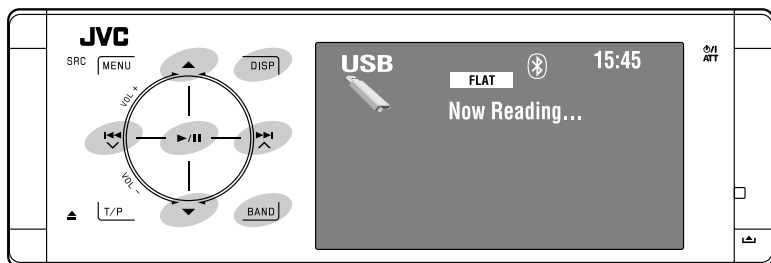 JVC
SRC
MENU
DISP
VOL +
VOL –
T/P
BAND
USB
FLAT
15:45
Now Reading...
⏻/I
ATT